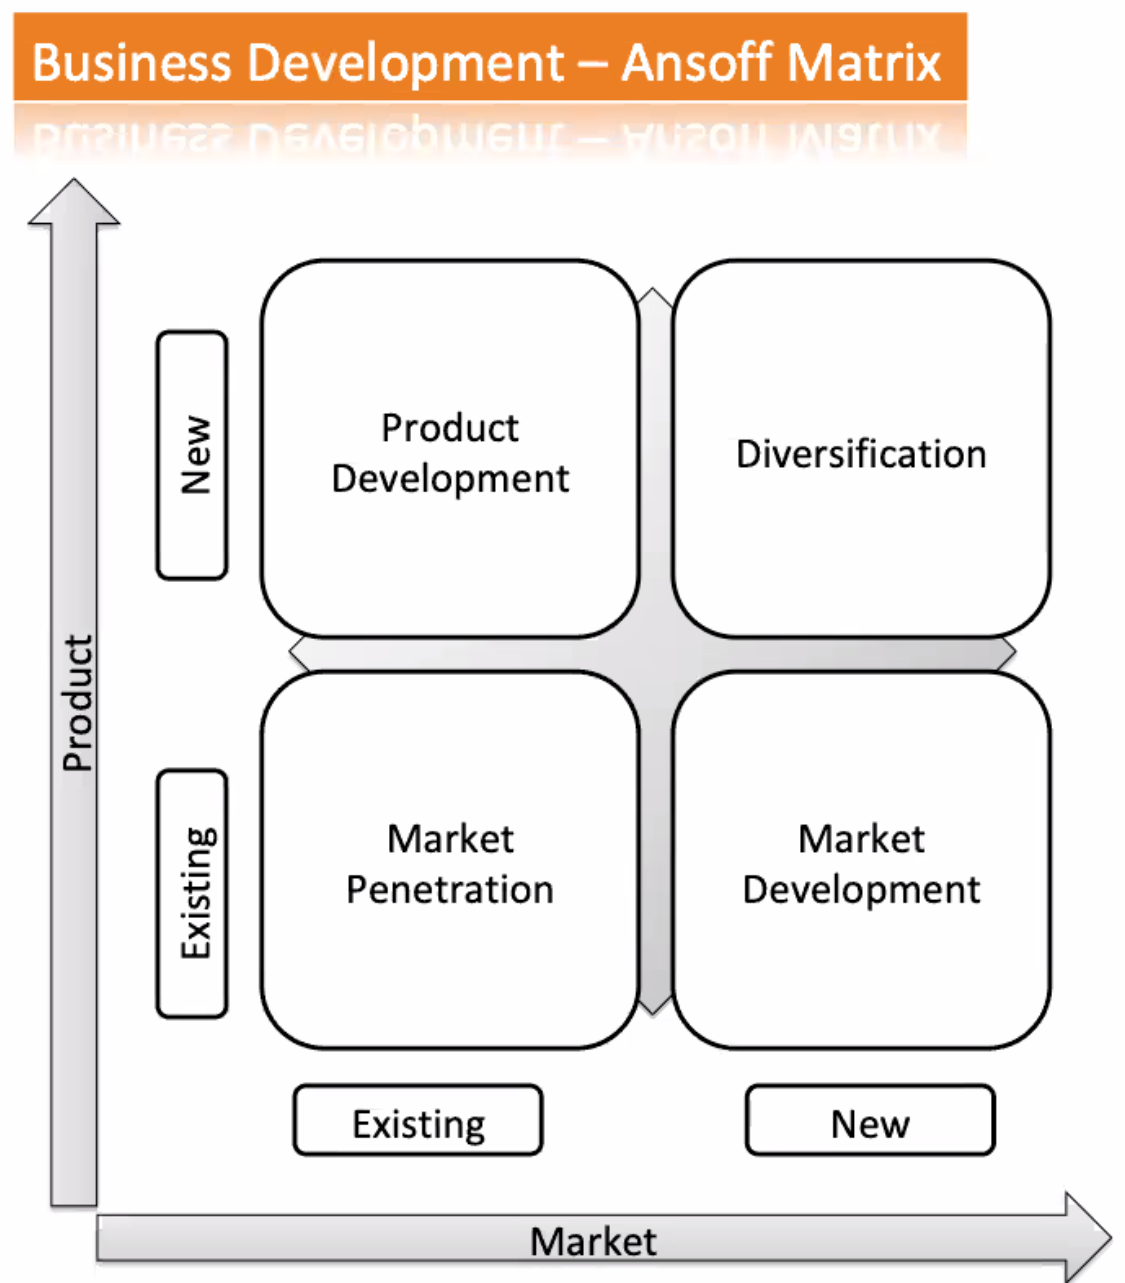 Business Development – Ansoff Matrix
New
Product
Development
Diversification
Product
Existing
Market
Penetration
Market
Development
Existing
New
Market